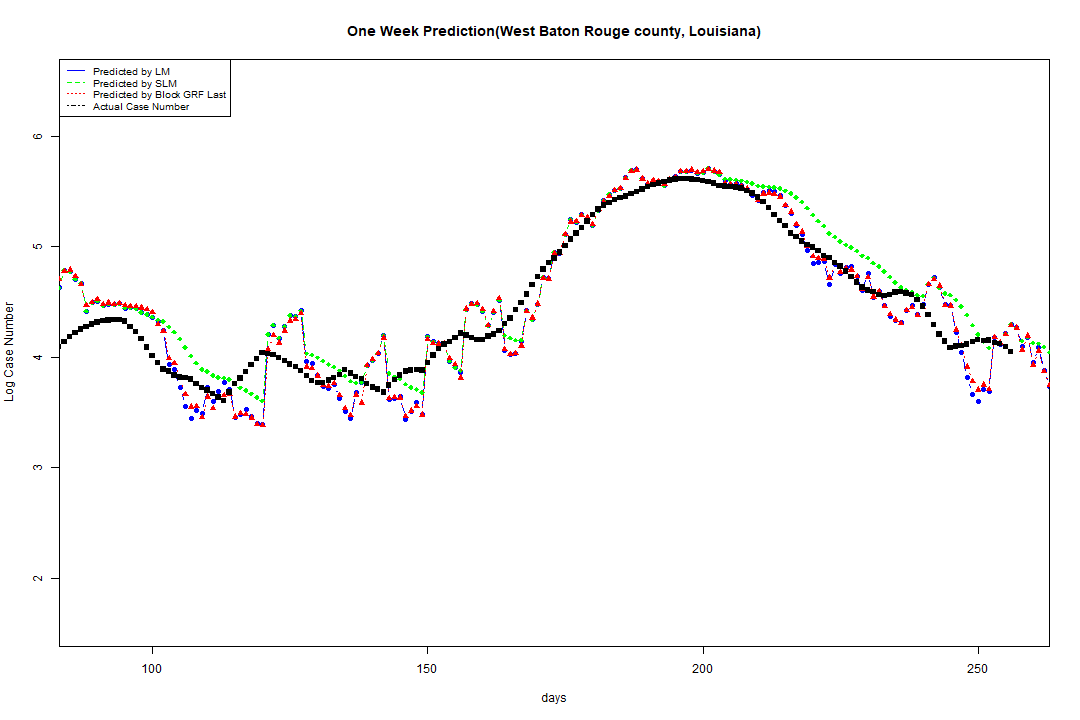 One Week Prediction(West Baton Rouge county, Louisiana)
Predicted by LM
Predicted by SLM
Predicted by Block GRF Last
Actual Case Number
6
5
4
3
2
Log Case Number
100 150 200 250
days